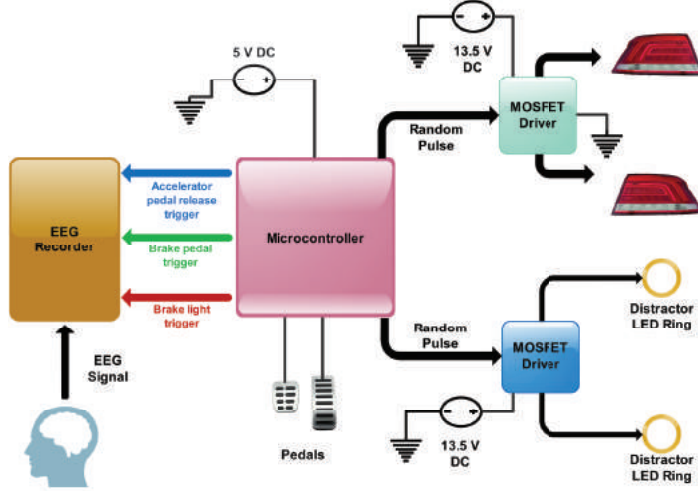 5 V DC
- +
13.5 V
DC
- +
MOSFET
Driver
Random
Pulse
EEG
Recorder
Accelerator
pedal release
trigger
Brake pedal
trigger
Brake light
trigger
Microcontroller
EEG
Signal
Pedals
Random
Pulse
MOSFET
Driver
13.5 V
DC
- +
Distractor
LED Ring
Distractor
LED Ring